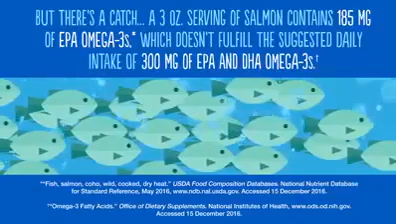 BUT THERE'S A CATCH... A 3 OZ. SERVING OF SALMON CONTAINS 185 MG
OF EPA OMEGA-3s,* WHICH DOESN'T FULFILL THE SUGGESTED DAILY
INTAKE OF 300 MG OF EPA AND DHA OMEGA-3s.†
*"Fish, salmon, coho, wild, cooked, dry heat." USDA Food Composition Databases. National Nutrient Database
for Standard Reference, May 2016, www.ndb.nal.usda.gov. Accessed 15 December 2016.
"Omega-3 Fatty Acids." Office of Dietary Supplements. National Institutes of Health, www.ods.od.nih.gov.
Accessed 15 December 2016.